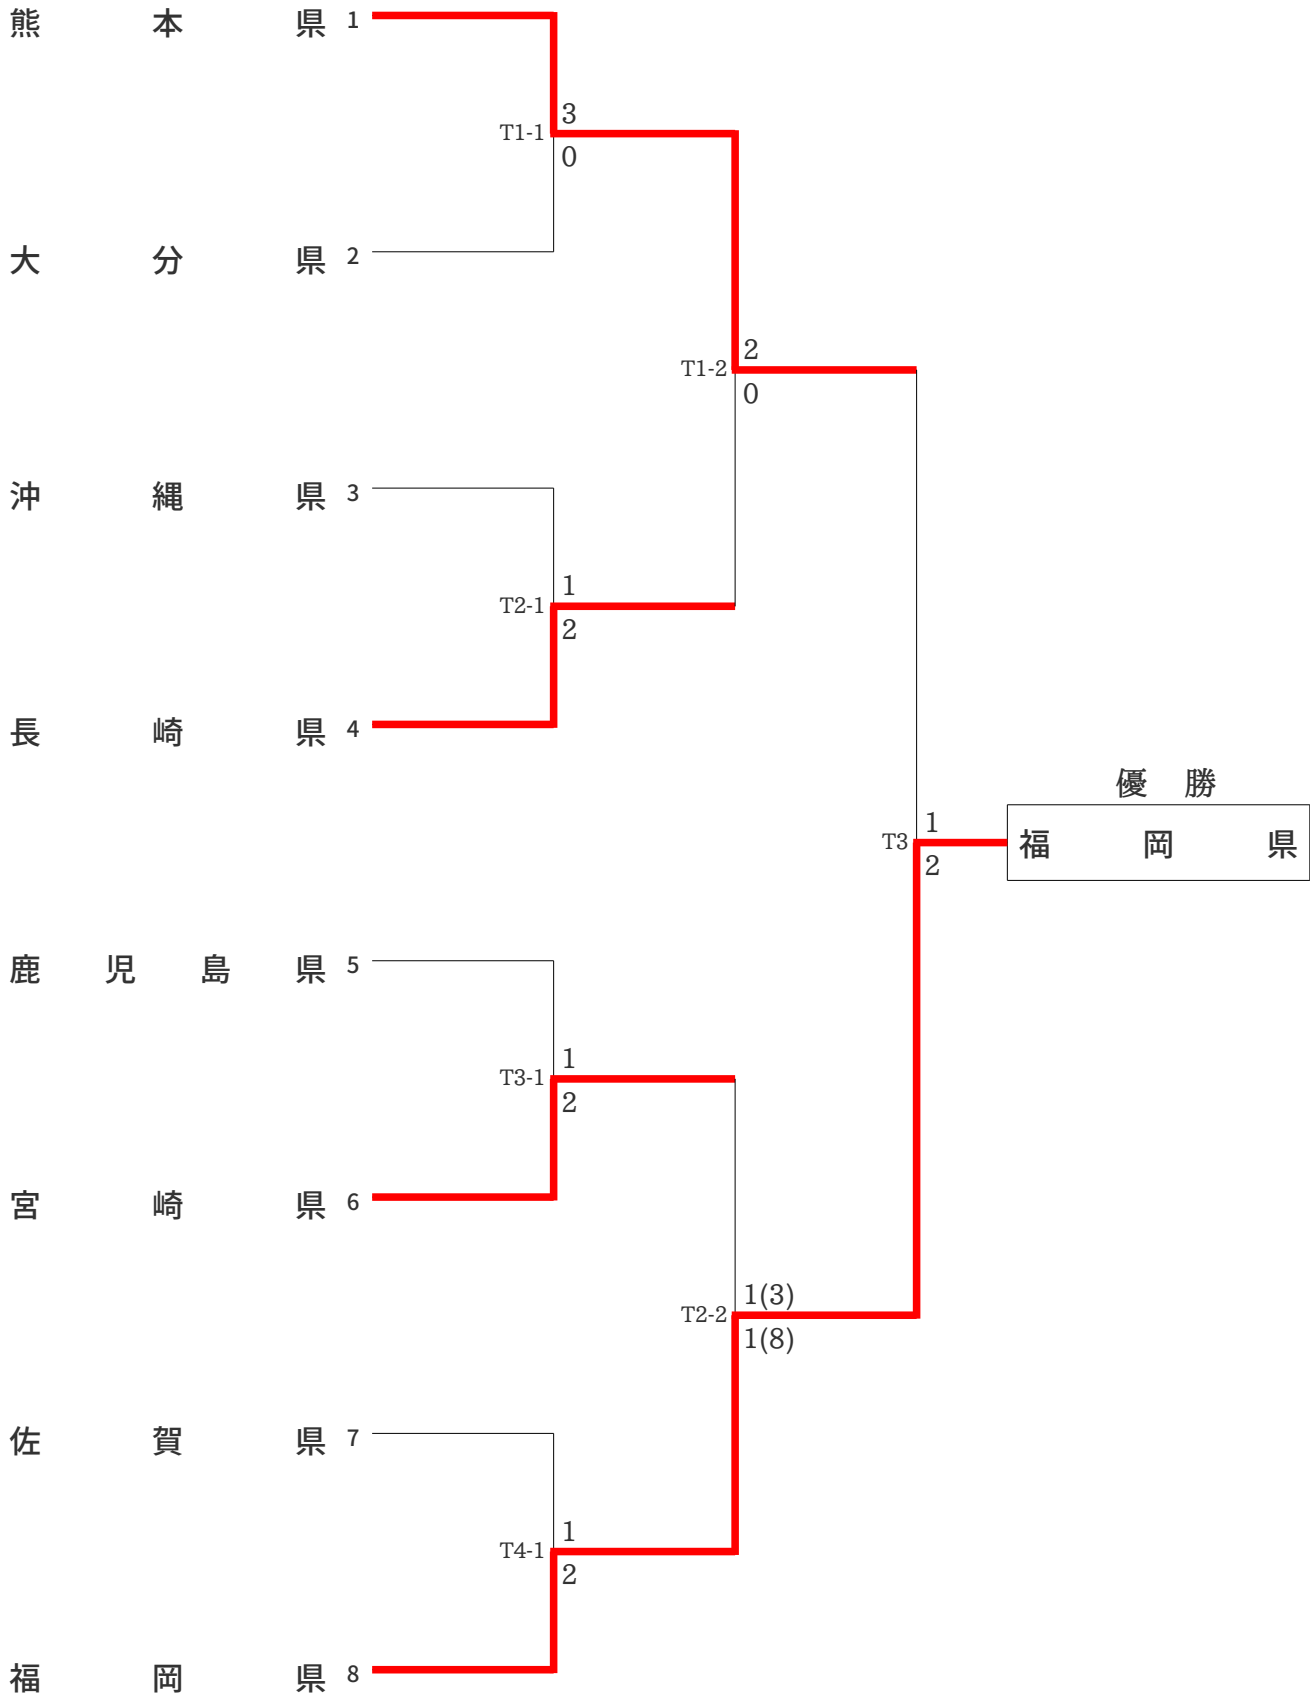 熊本県 1
3
T1-1
0
大分県 2
2
T1-2
0
沖縄県 3
1
T2-1
2
長崎県 4
優勝
1
T3
福岡県
2
鹿児島県 5
1
T3-1
2
宮崎県 6
1(3)
T2-2
1(8)
佐賀県 7
1
T4-1
2
福岡県 8